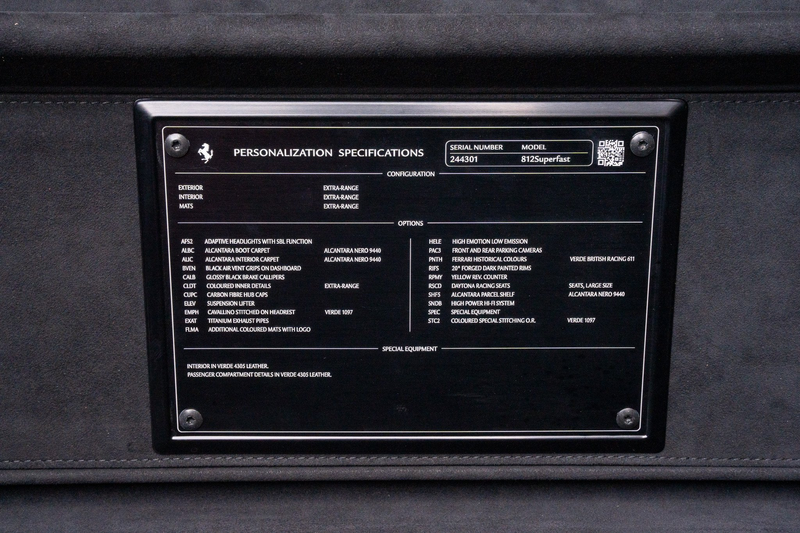 PERSONALIZATION SPECIFICATIONS
SERIAL NUMBER MODEL
244301 812Superfast
CONFIGURATION
EXTERIOR EXTRA-RANGE
INTERIOR EXTRA-RANGE
MATS EXTRA-RANGE
OPTIONS
AFS2 ADAPTIVE HEADLIGHTS WITH SBL FUNCTION
ALBC ALCANTARA BOOT CARPET ALCANTARA NERO 9440
ALIC ALCANTARA INTERIOR CARPET ALCANTARA NERO 9440
BVEN BLACK AIR VENT GRIPS ON DASHBOARD
CALB GLOSSY BLACK BRAKE CALLIPERS
CLDT COLOURED INNER DETAILS EXTRA-RANGE
CUPC CARBON FIBRE HUB CAPS
ELEV SUSPENSION LIFTER
EMPH CAVALLINO STITCHED ON HEADREST VERDE 1097
EXAT TITANIUM EXHAUST PIPES
FLMA ADDITIONAL COLOURED MATS WITH LOGO
HELE HIGH EMOTION LOW EMISSION
PAC3 FRONT AND REAR PARKING CAMERAS
PNTH FERRARI HISTORICAL COLOURS VERDE BRITISH RACING 611
RIFS 20" FORGED DARK PAINTED RIMS
RPMY YELLOW REV. COUNTER
RSCD DAYTONA RACING SEATS SEATS, LARGE SIZE
SHFS ALCANTARA PARCEL SHELF ALCANTARA NERO 9440
SNDB HIGH POWER HI-FI SYSTEM
SPEC SPECIAL EQUIPMENT
STC2 COLOURED SPECIAL STITCHING O.R. VERDE 1097
SPECIAL EQUIPMENT
INTERIOR IN VERDE 4305 LEATHER.
PASSENGER COMPARTMENT DETAILS IN VERDE 4305 LEATHER.